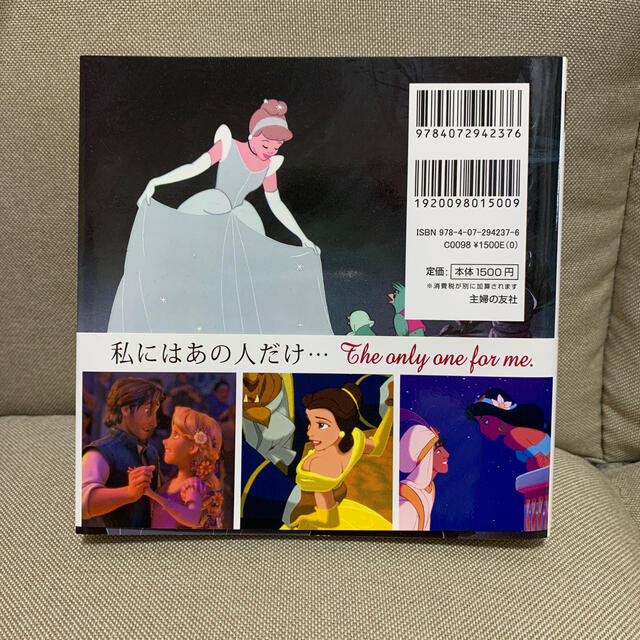 9784072942376
1920098015009
ISBN 978-4-07-294237-6
C0098 ¥1500E(0)
定価: 本体1500円
※消費税が別に加算されます
主婦の友社
私にはあの人だけ… The only one for me.